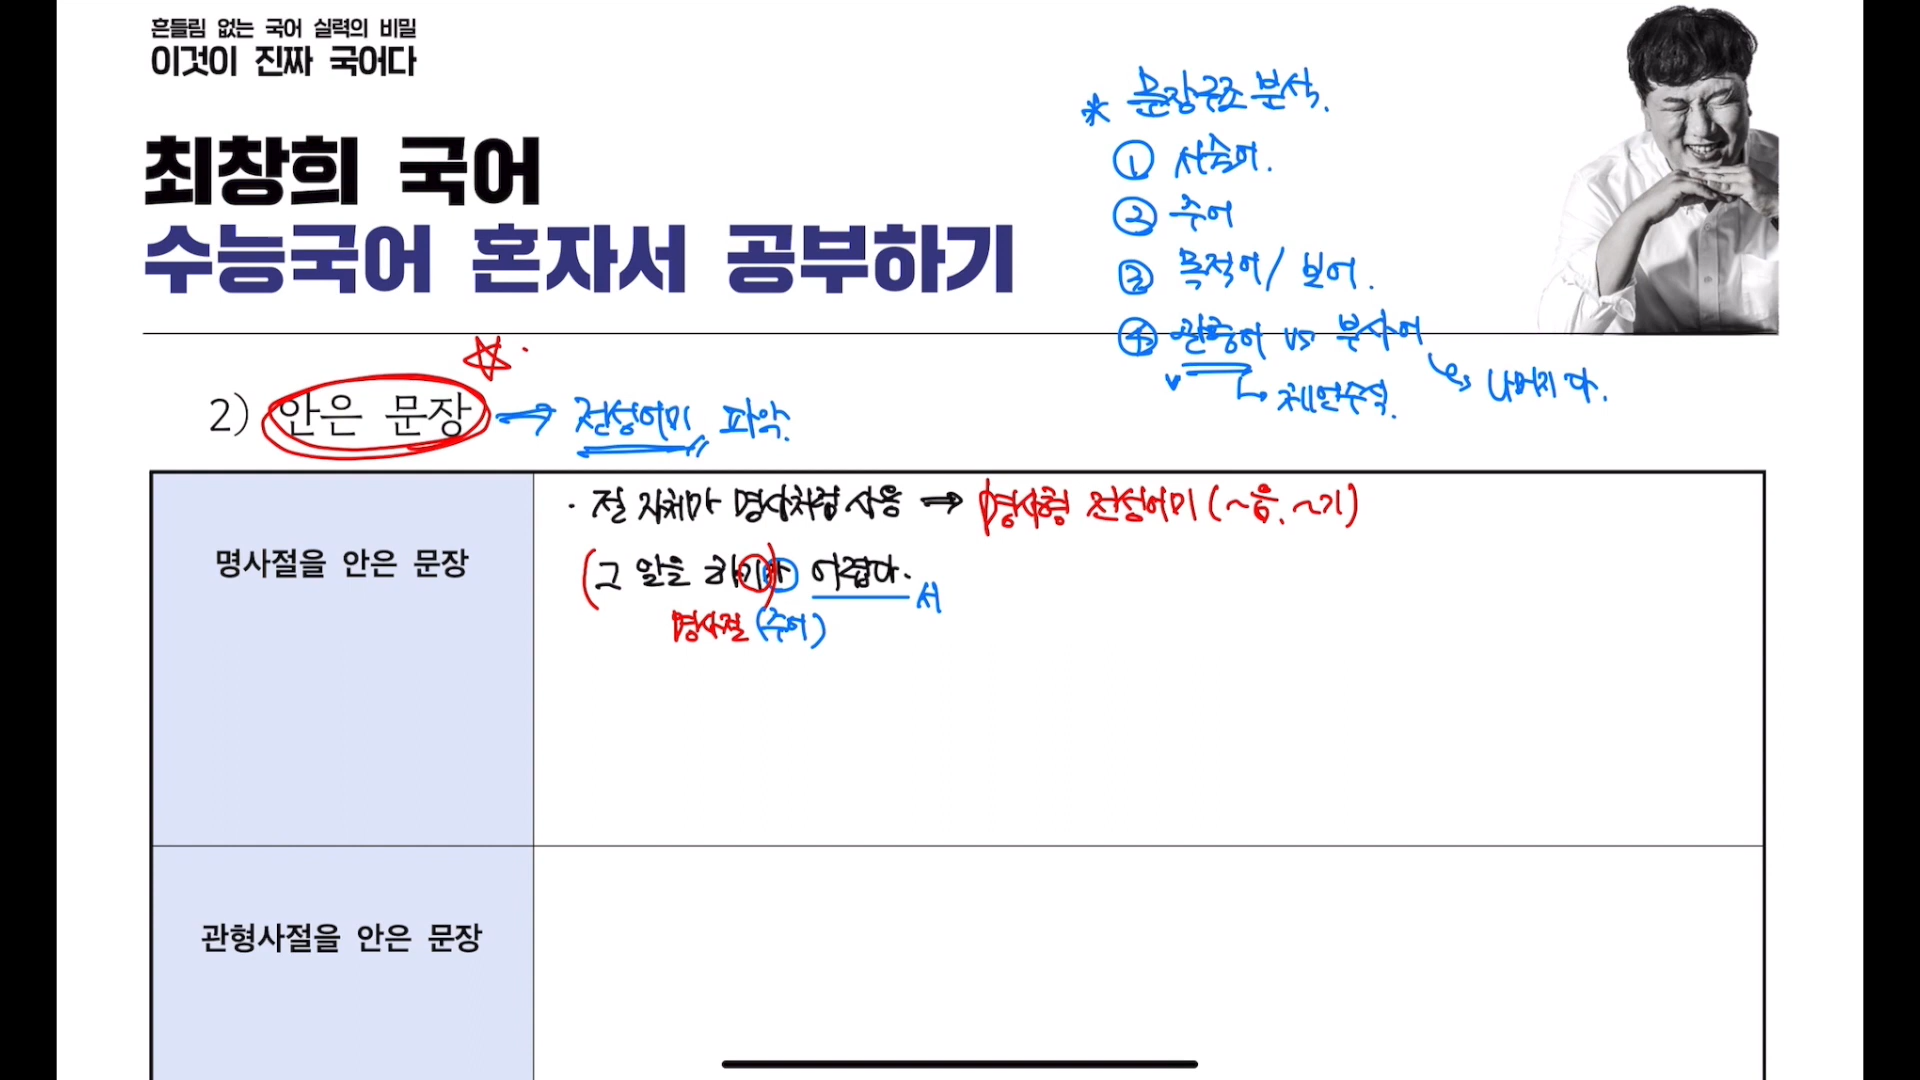 흔들림 없는 국어 실력의 비밀
이것이 진짜 국어다
최창희 국어
수능국어 혼자서 공부하기
* 문장구조 분석.
① 서술어.
② 주어
③ 목적어/ 보어.
④ 관형어 vs 부사어
↳ 체언수식.
↳ 나머지 다.
2) 안은 문장 → 전성어미 파악.
명사절을 안은 문장
· 절 자체가 명사처럼 사용 ⇒ 명사형 전성어미 (~음, ~기)
(그 일을 하기)가 어렵다. 서
명사절 (주어)
관형사절을 안은 문장